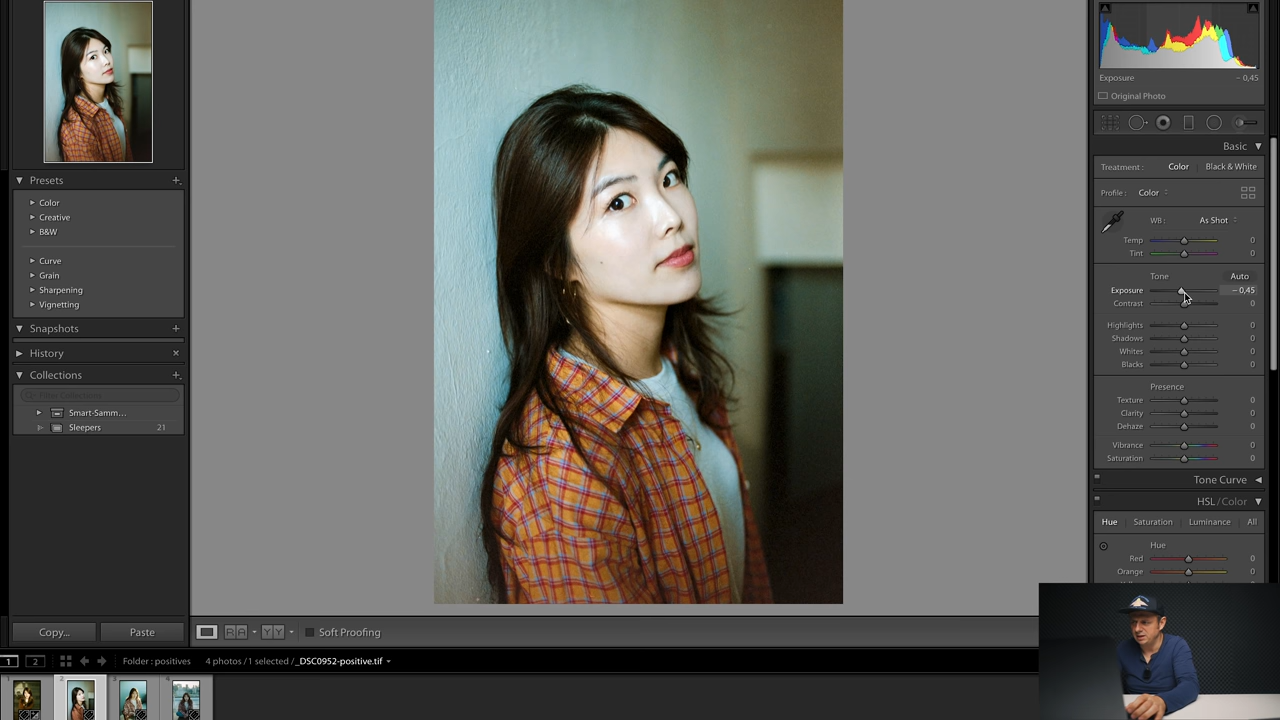 Presets
Color
Creative
B&W
Curve
Grain
Sharpening
Vignetting
Snapshots
History
Collections
Filter Collections
Smart-Samm...
Sleepers 21
Copy... Paste
Soft Proofing
1 2 Folder : positives 4 photos / 1 selected / _DSC0952-positive.tif
Exposure – 0,45
Original Photo
Basic
Treatment : Color Black & White
Profile : Color
WB : As Shot
Temp 0
Tint 0
Tone Auto
Exposure – 0,45
Contrast 0
Highlights 0
Shadows 0
Whites 0
Blacks 0
Presence
Texture 0
Clarity 0
Dehaze 0
Vibrance 0
Saturation 0
Tone Curve
HSL / Color
Hue Saturation Luminance All
Hue
Red 0
Orange 0